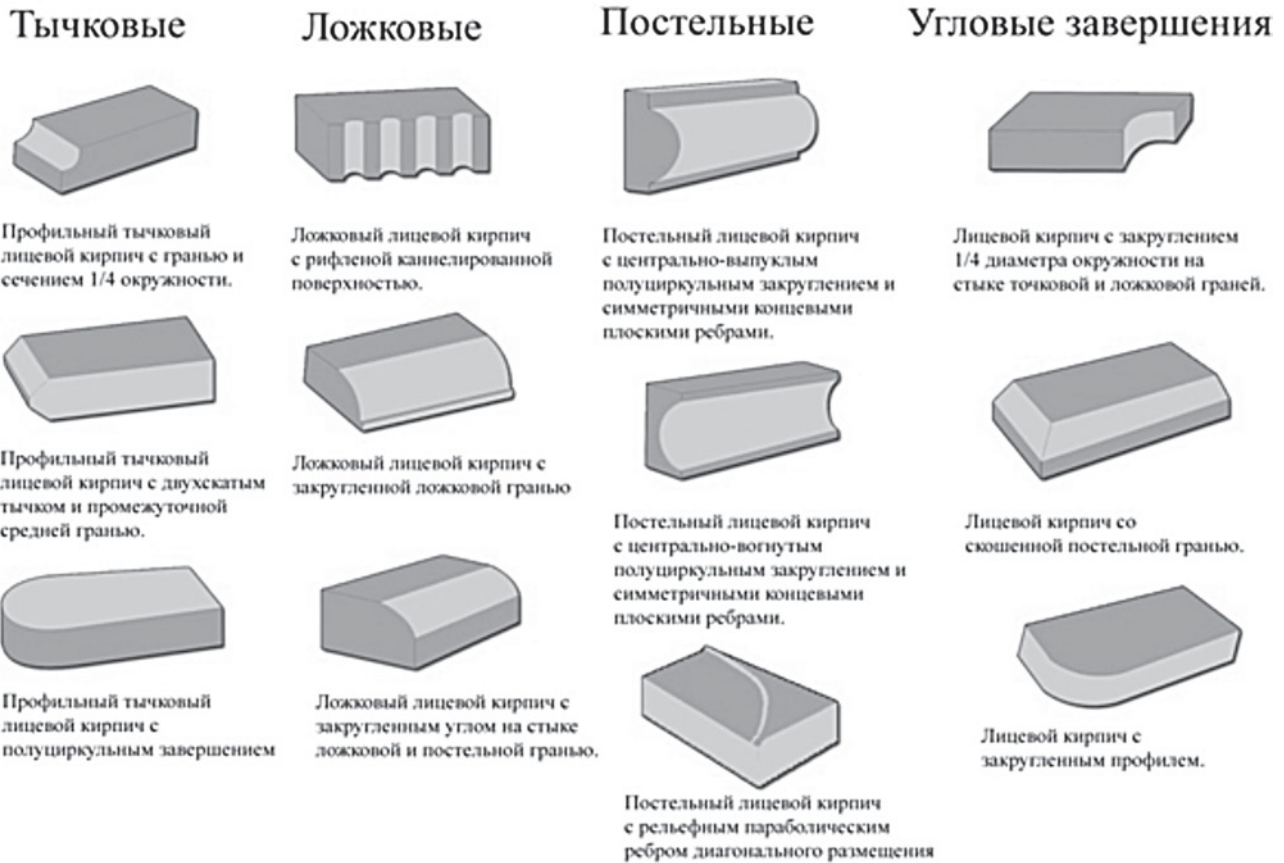 Тычковые
Профильный тычковый
лицевой кирпич с гранью и
сечением 1/4 окружности.
Профильный тычковый
лицевой кирпич с двухскатым
тычком и промежуточной
средней гранью.
Профильный тычковый
лицевой кирпич с
полуциркульным завершением
Ложковые
Ложковый лицевой кирпич
с рифленой каннелированной
поверхностью.
Ложковый лицевой кирпич с
закругленной ложковой гранью
Ложковый лицевой кирпич с
закругленным углом на стыке
ложковой и постельной гранью.
Постельные
Постельный лицевой кирпич
с центрально-выпуклым
полуциркульным закруглением и
симметричными концевыми
плоскими ребрами.
Постельный лицевой кирпич
с центрально-вогнутым
полуциркульным закруглением и
симметричными концевыми
плоскими ребрами.
Постельный лицевой кирпич
с рельефным параболическим
ребром диагонального размещения
Угловые завершения
Лицевой кирпич с закруглением
1/4 диаметра окружности на
стыке точковой и ложковой граней.
Лицевой кирпич со
скошенной постельной гранью.
Лицевой кирпич с
закругленным профилем.